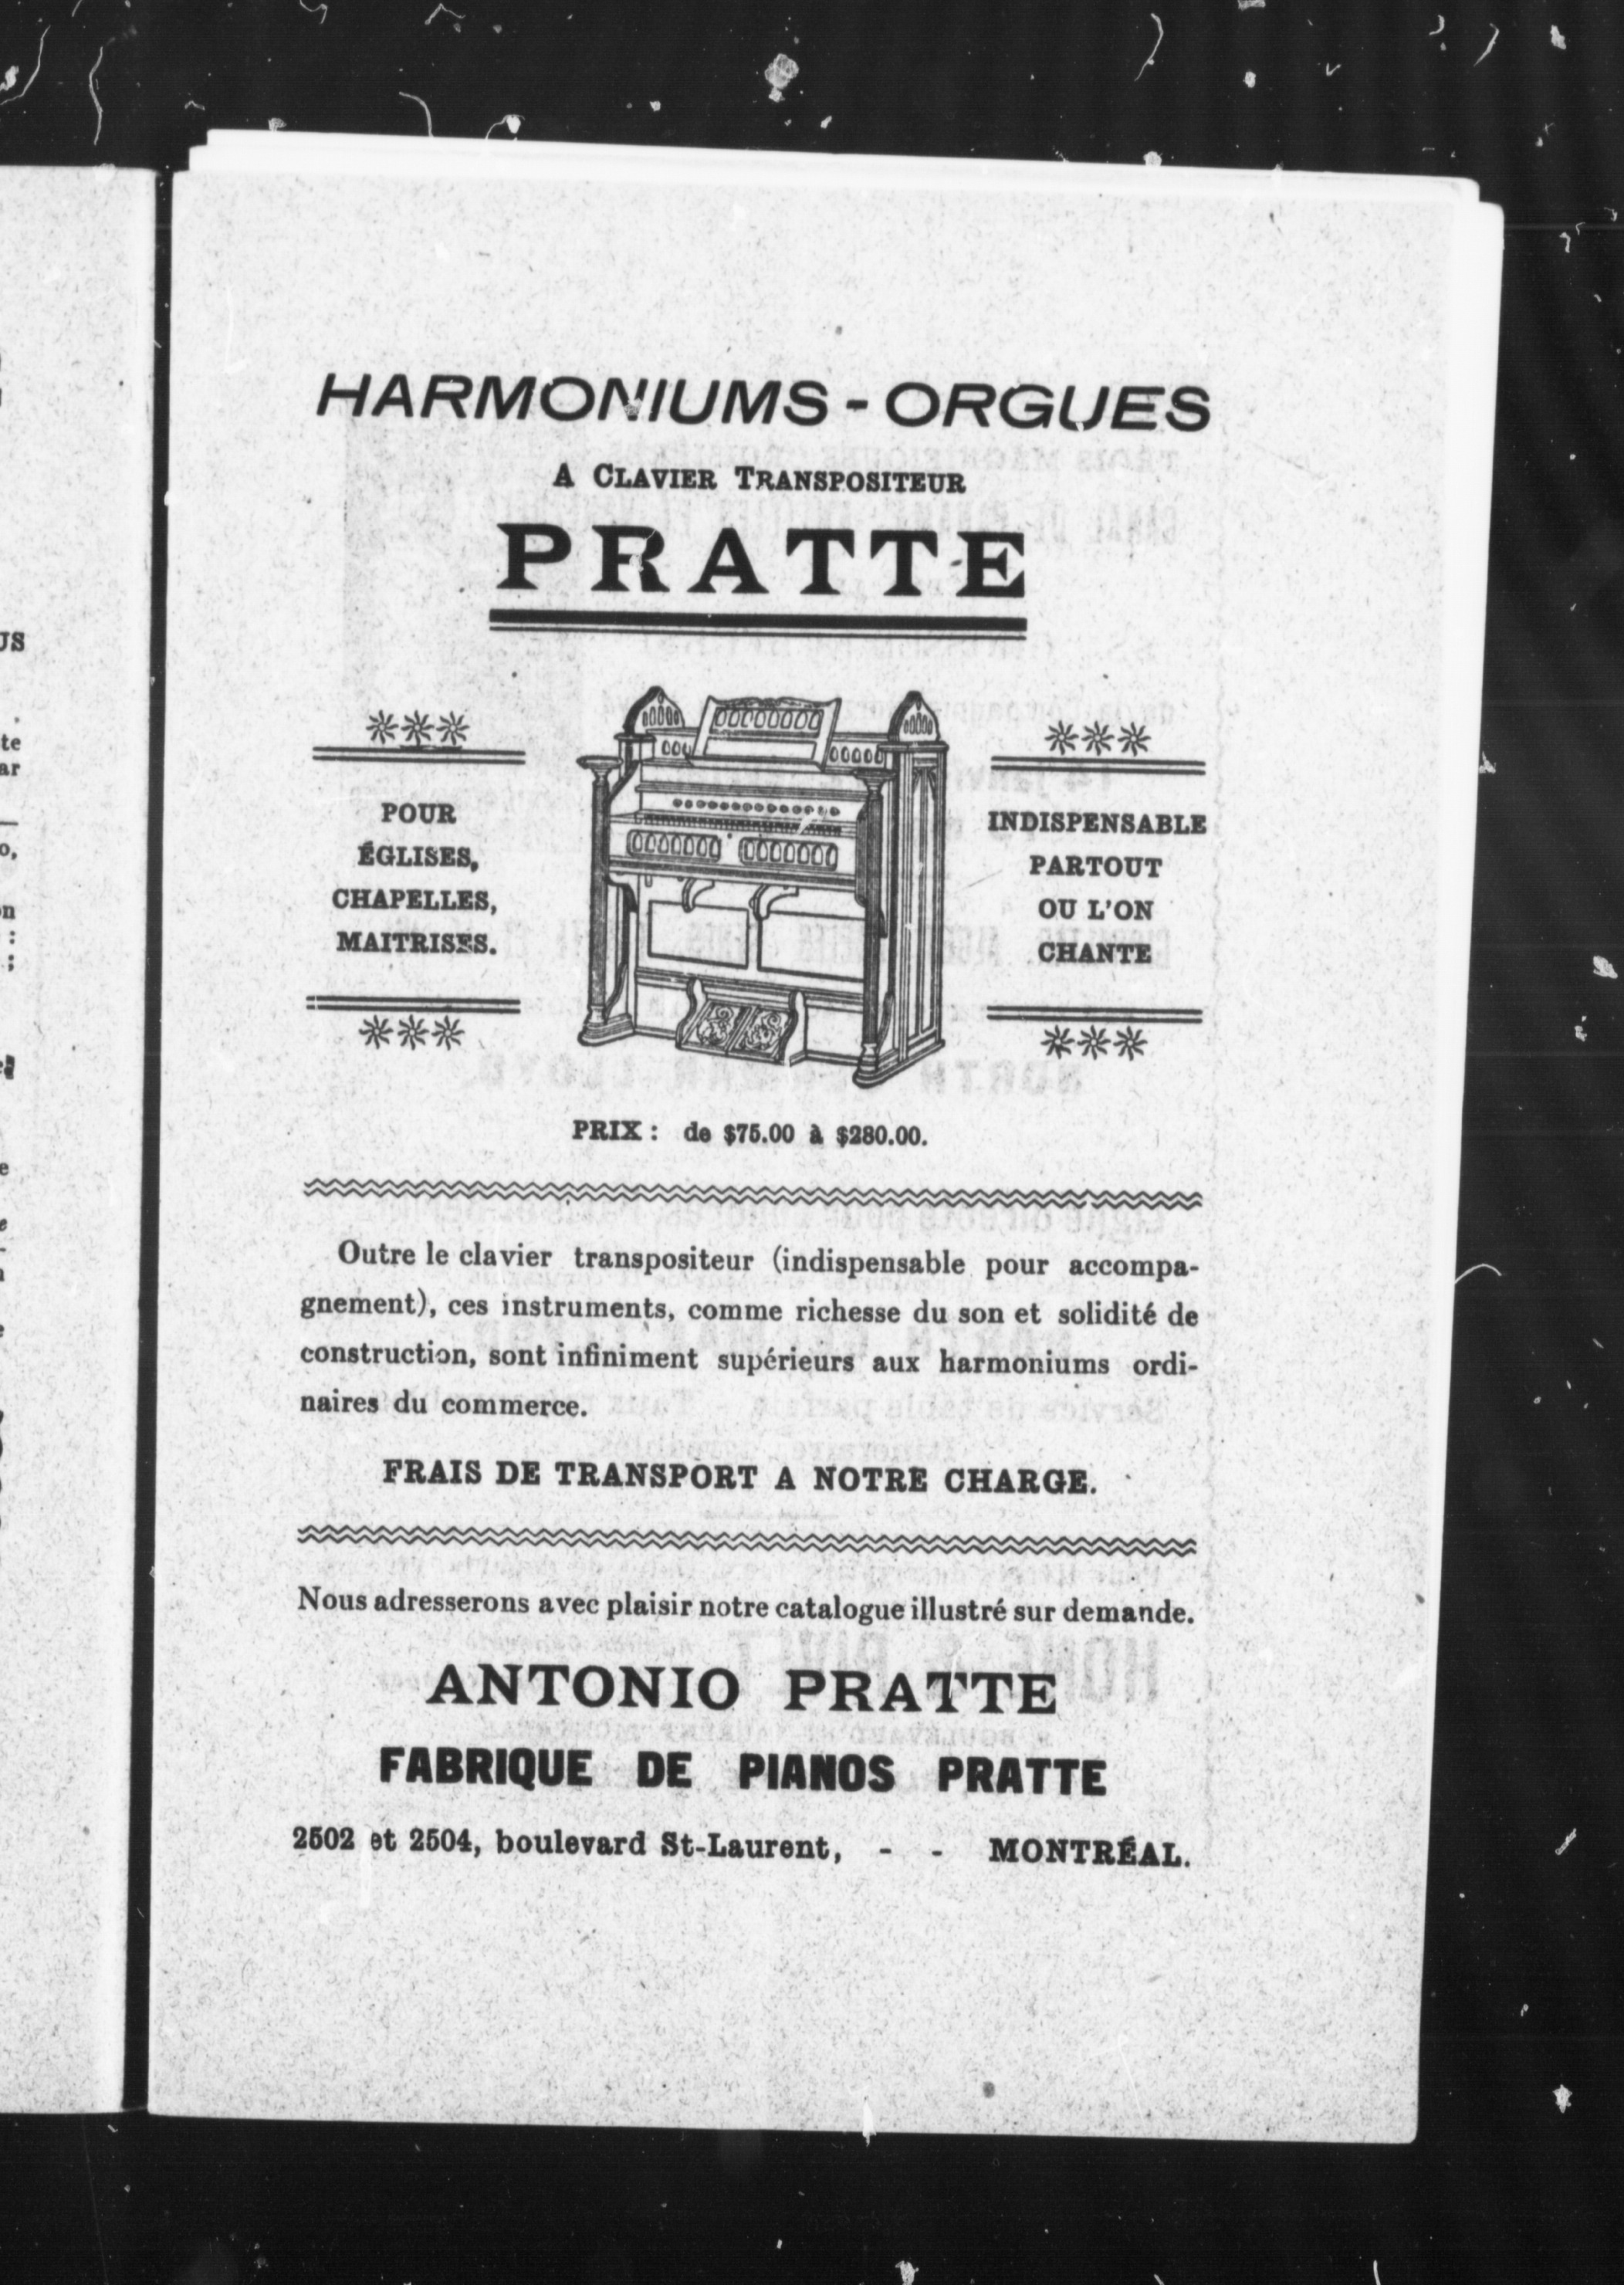 HARMONIUMS - ORGUES
A CLAVIER TRANSPOSITEUR
PRATTE
POUR
ÉGLISES,
CHAPELLES,
MAITRISES.
INDISPENSABLE
PARTOUT
OU L'ON
CHANTE
PRIX : de $75.00 à $280.00.
Outre le clavier transpositeur (indispensable pour accompa-
gnement), ces instruments, comme richesse du son et solidité de
construction, sont infiniment supérieurs aux harmoniums ordi-
naires du commerce.
FRAIS DE TRANSPORT A NOTRE CHARGE.
Nous adresserons avec plaisir notre catalogue illustré sur demande.
ANTONIO PRATTE
FABRIQUE DE PIANOS PRATTE
2502 et 2504, boulevard St-Laurent, - - MONTRÉAL.